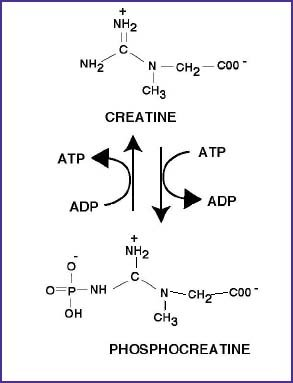 +
NH₂
NH₂ N CH₂ COO⁻
CH₃
CREATINE
ATP ATP
ADP ADP
+
NH₂
O⁻ C
O=P NH N CH₂ COO⁻
OH CH₃
PHOSPHOCREATINE